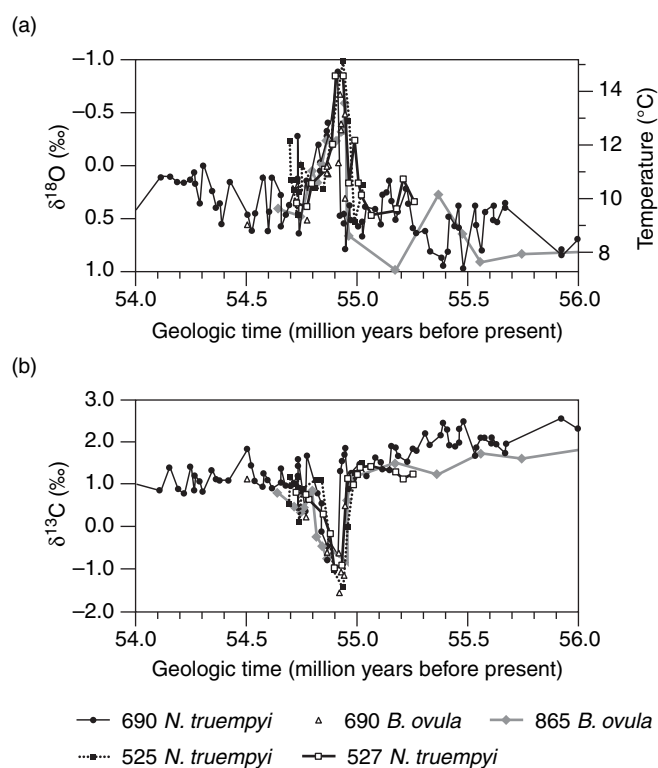 (a)
−1.0
−0.5
0.0
0.5
1.0
δ18O (‰)
14
12
10
8
Temperature (°C)
54.0 54.5 55.0 55.5 56.0
Geologic time (million years before present)
(b)
3.0
2.0
1.0
0.0
−1.0
−2.0
δ13C (‰)
54.0 54.5 55.0 55.5 56.0
Geologic time (million years before present)
690 N. truempyi 690 B. ovula 865 B. ovula
525 N. truempyi 527 N. truempyi